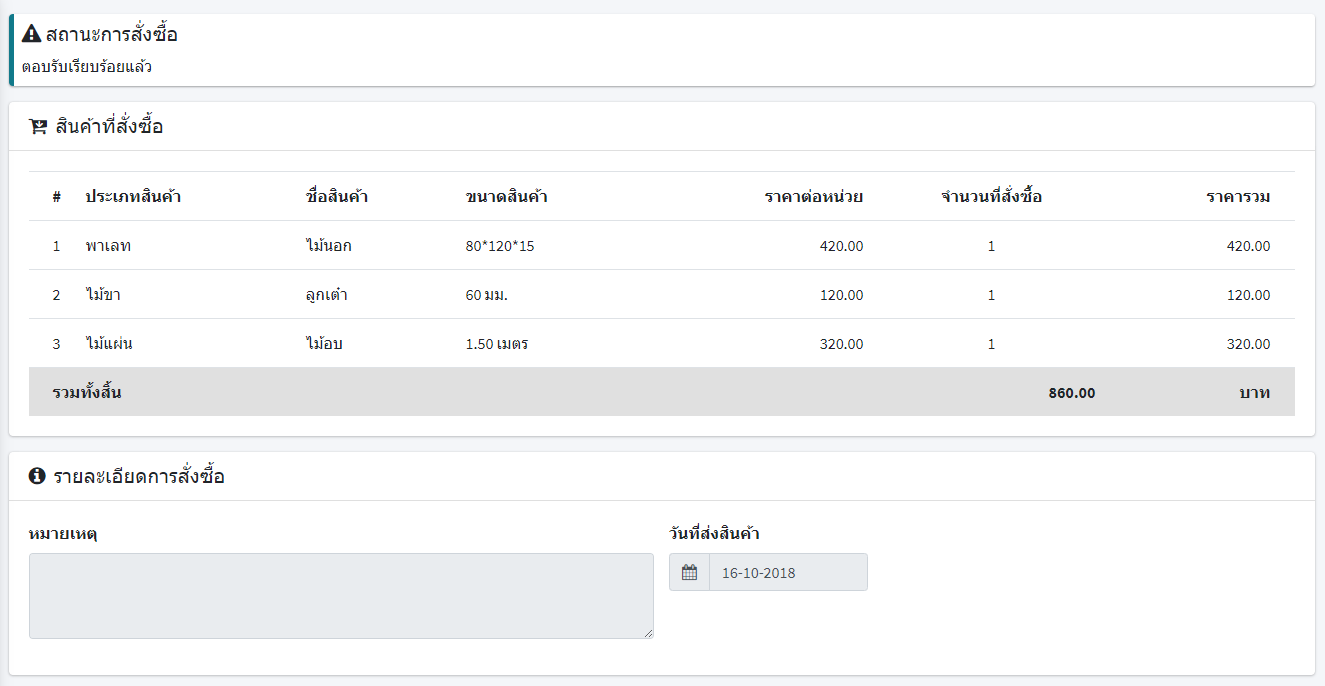 สถานะการสั่งซื้อ
ตอบรับเรียบร้อยแล้ว
สินค้าที่สั่งซื้อ
# ประเภทสินค้า ชื่อสินค้า ขนาดสินค้า ราคาต่อหน่วย จำนวนที่สั่งซื้อ ราคารวม
1 พาเลท ไม้นอก 80*120*15 420.00 1 420.00
2 ไม้ขา ลูกเต๋า 60 มม. 120.00 1 120.00
3 ไม้แผ่น ไม้อบ 1.50 เมตร 320.00 1 320.00
รวมทั้งสิ้น 860.00 บาท
รายละเอียดการสั่งซื้อ
หมายเหตุ วันที่ส่งสินค้า
16-10-2018